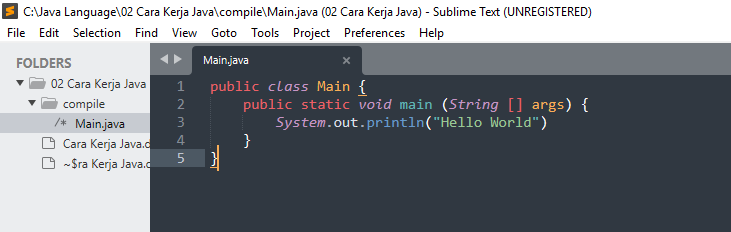 C:\Java Language\02 Cara Kerja Java\compile\Main.java (02 Cara Kerja Java) - Sublime Text (UNREGISTERED)
File Edit Selection Find View Goto Tools Project Preferences Help
FOLDERS
02 Cara Kerja Java
compile
/* Main.java
Cara Kerja Java.d
~$ra Kerja Java.d
Main.java ×
1 public class Main {
2 public static void main (String [] args) {
3 System.out.println("Hello World")
4 }
5 }